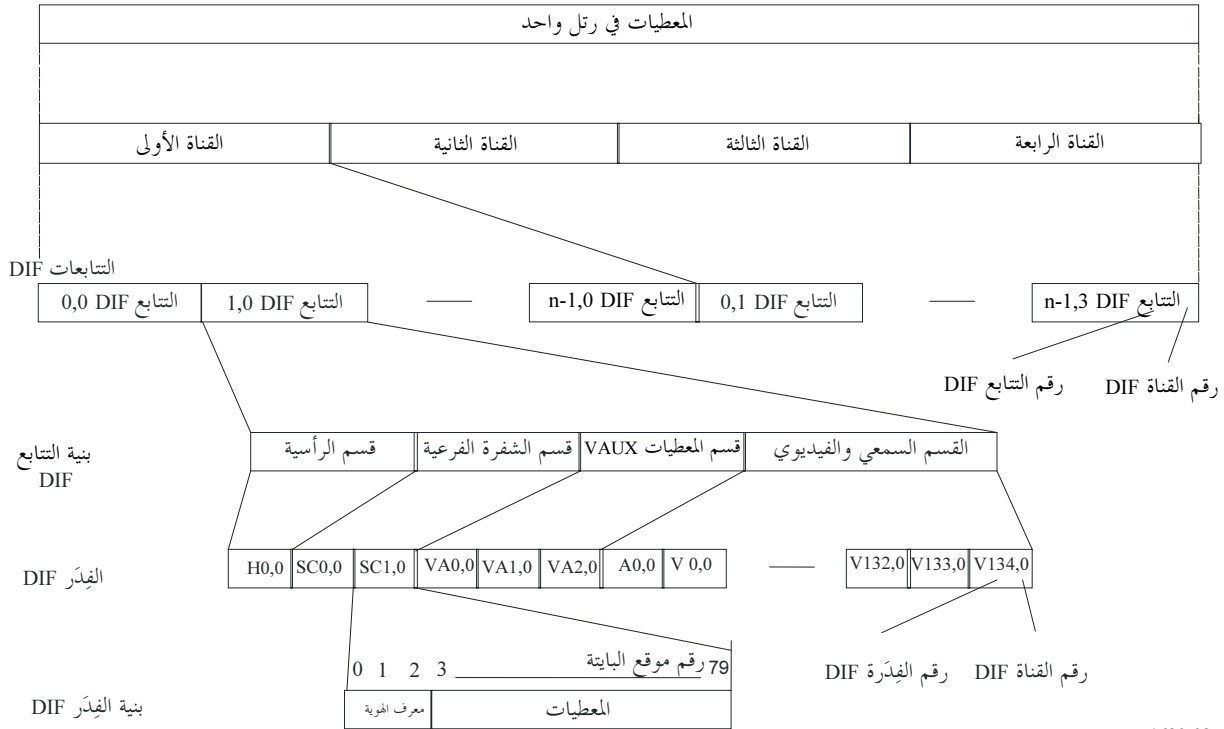 المعطيات في رتل واحد
القناة الأولى
القناة الثانية
القناة الثالثة
القناة الرابعة
التتابعات DIF
التتابع DIF 0,0
التتابع DIF 1,0
التتابع DIF n-1,0
التتابع DIF 0,1
التتابع DIF n-1,3
رقم التتابع DIF
رقم القناة DIF
بنية التتابع
DIF
قسم الرأسية
قسم الشفرة الفرعية
قسم المعطيات VAUX
القسم السمعي والفيديوي
الفِدَر DIF
H0,0
SC0,0
SC1,0
VA0,0
VA1,0
VA2,0
A0,0
V 0,0
V132,0
V133,0
V134,0
رقم الفِدَرة DIF
رقم القناة DIF
0 1 2 3
رقم موقع البايتة
79
بنية الفِدَر DIF
معرف الهوية
المعطيات